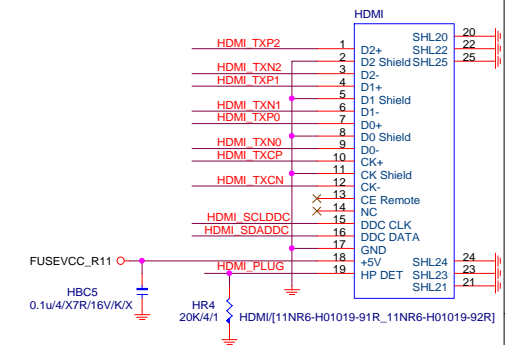 HDMI
HDMI_TXP2 1 D2+ SHL20 20
2 D2 Shield SHL22 22
HDMI_TXN2 3 D2- SHL25 25
HDMI_TXP1 4 D1+
5 D1 Shield
HDMI_TXN1 6 D1-
HDMI_TXP0 7 D0+
8 D0 Shield
HDMI_TXN0 9 D0-
HDMI_TXCP 10 CK+
11 CK Shield
HDMI_TXCN 12 CK-
13 CE Remote
14 NC
HDMI_SCLDDC 15 DDC CLK
HDMI_SDADDC 16 DDC DATA
17 GND
FUSEVCC_R11 18 +5V SHL24 24
HDMI_PLUG 19 HP DET SHL23 23
SHL21 21
HBC5
0.1u/4/X7R/16V/K/X
HR4
20K/4/1
HDMI/[11NR6-H01019-91R_11NR6-H01019-92R]